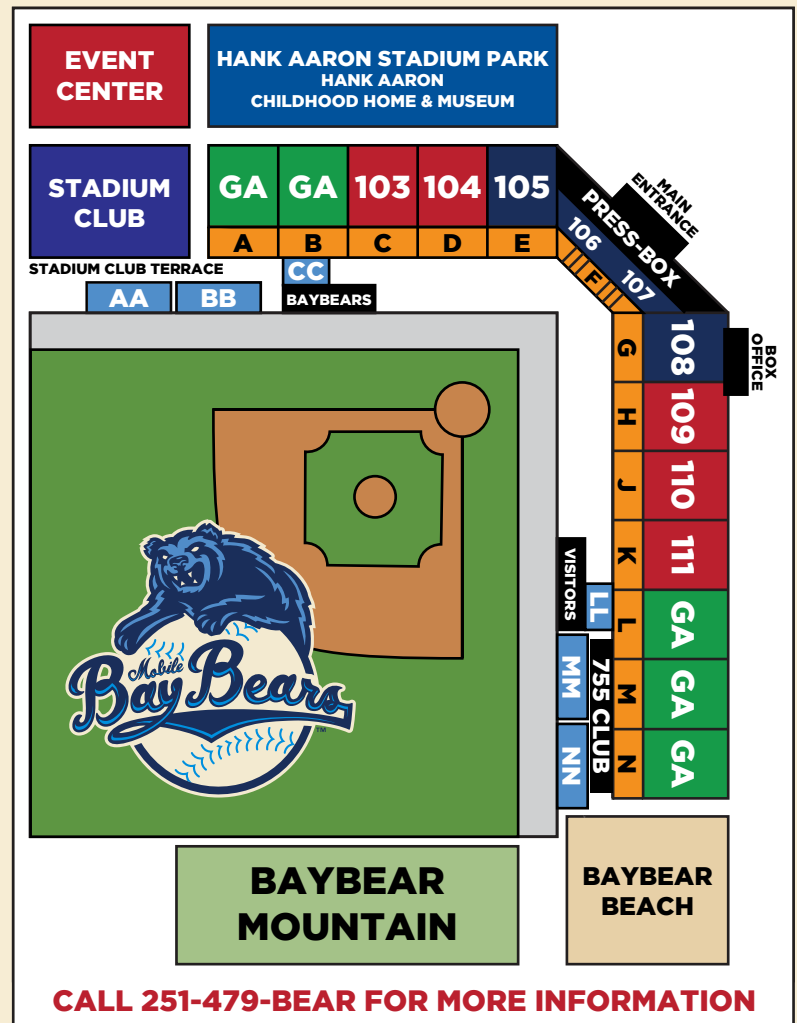 EVENT
CENTER
HANK AARON STADIUM PARK
HANK AARON
CHILDHOOD HOME & MUSEUM
STADIUM
CLUB
GA
GA
103
104
105
A
B
C
D
E
MAIN
ENTRANCE
PRESS-BOX
106
107
F
STADIUM CLUB TERRACE
AA
BB
CC
BAYBEARS
BOX
OFFICE
108
109
110
111
GA
GA
GA
G
H
J
K
L
M
N
VISITORS
LL
MM
NN
755 CLUB
Mobile
BayBears
TM
BAYBEAR
MOUNTAIN
BAYBEAR
BEACH
CALL 251-479-BEAR FOR MORE INFORMATION